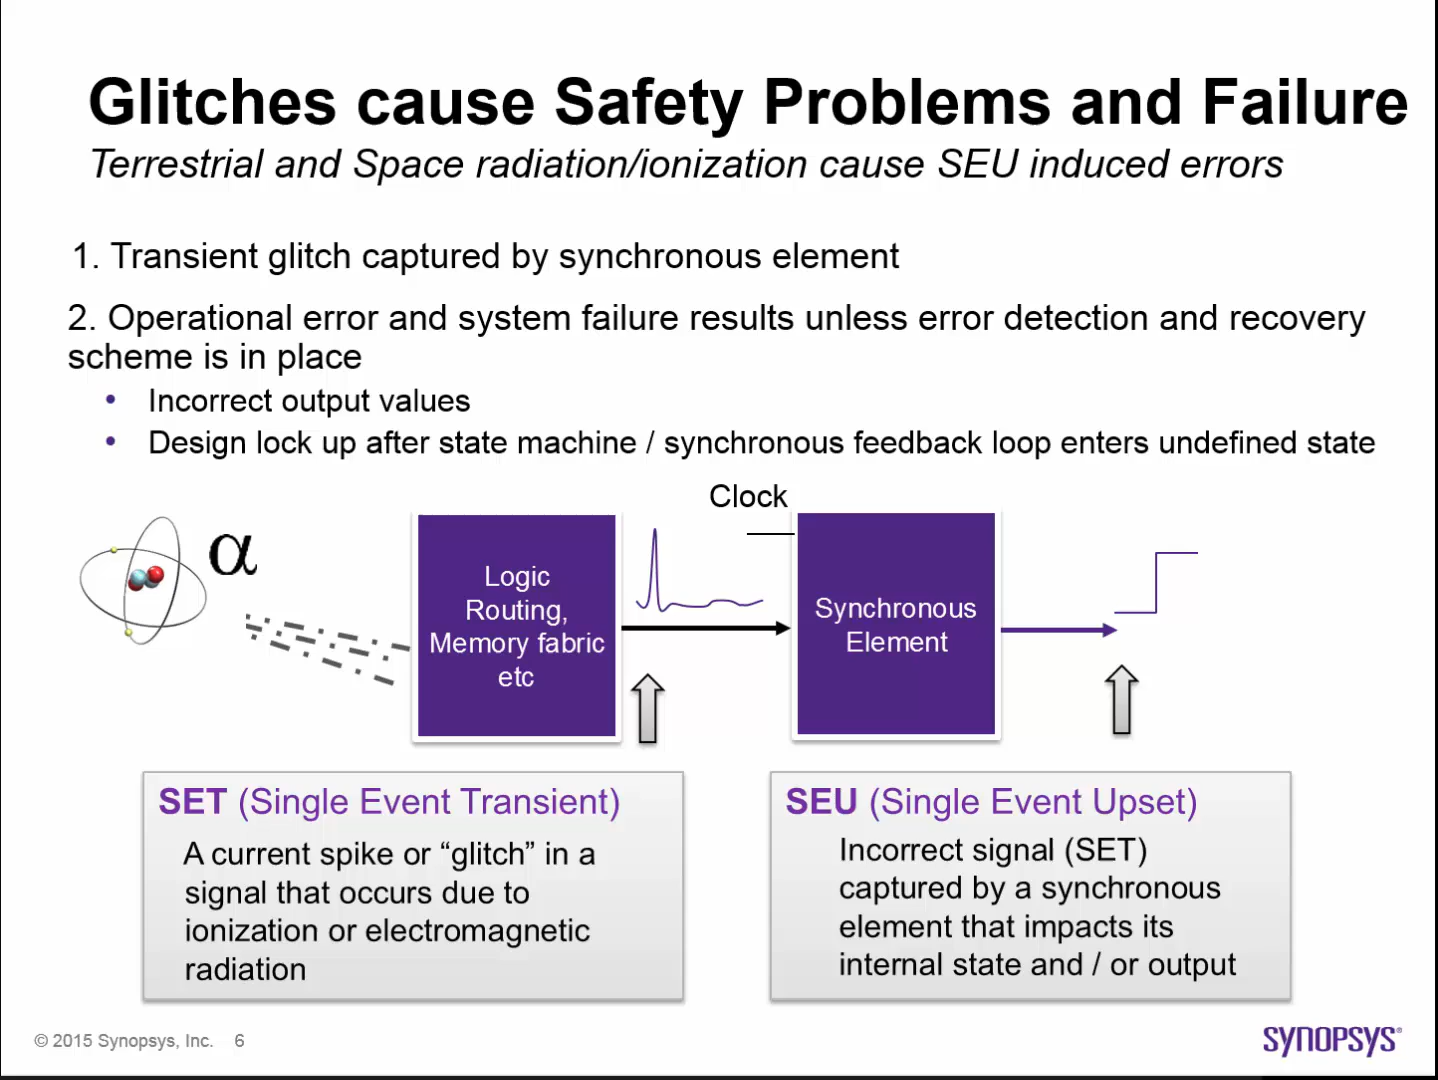 Glitches cause Safety Problems and Failure
Terrestrial and Space radiation/ionization cause SEU induced errors
1. Transient glitch captured by synchronous element
2. Operational error and system failure results unless error detection and recovery
scheme is in place
• Incorrect output values
• Design lock up after state machine / synchronous feedback loop enters undefined state
Clock
α
Logic
Routing,
Memory fabric
etc
Synchronous
Element
SET (Single Event Transient)
A current spike or “glitch” in a
signal that occurs due to
ionization or electromagnetic
radiation
SEU (Single Event Upset)
Incorrect signal (SET)
captured by a synchronous
element that impacts its
internal state and / or output
© 2015 Synopsys, Inc. 6
SYNOPSYS®